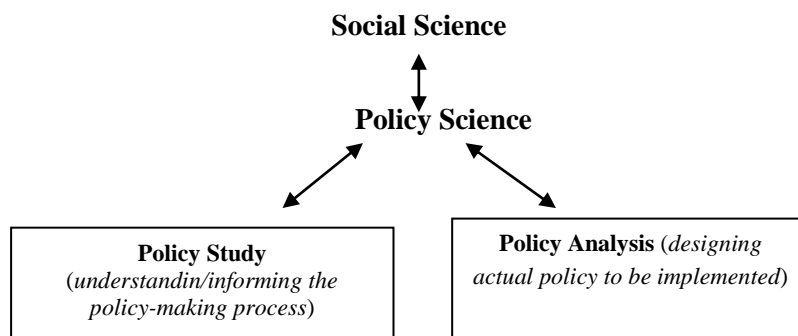 Social Science
Policy Science
Policy Study
(understandin/informing the
policy-making process)
Policy Analysis (designing
actual policy to be implemented)